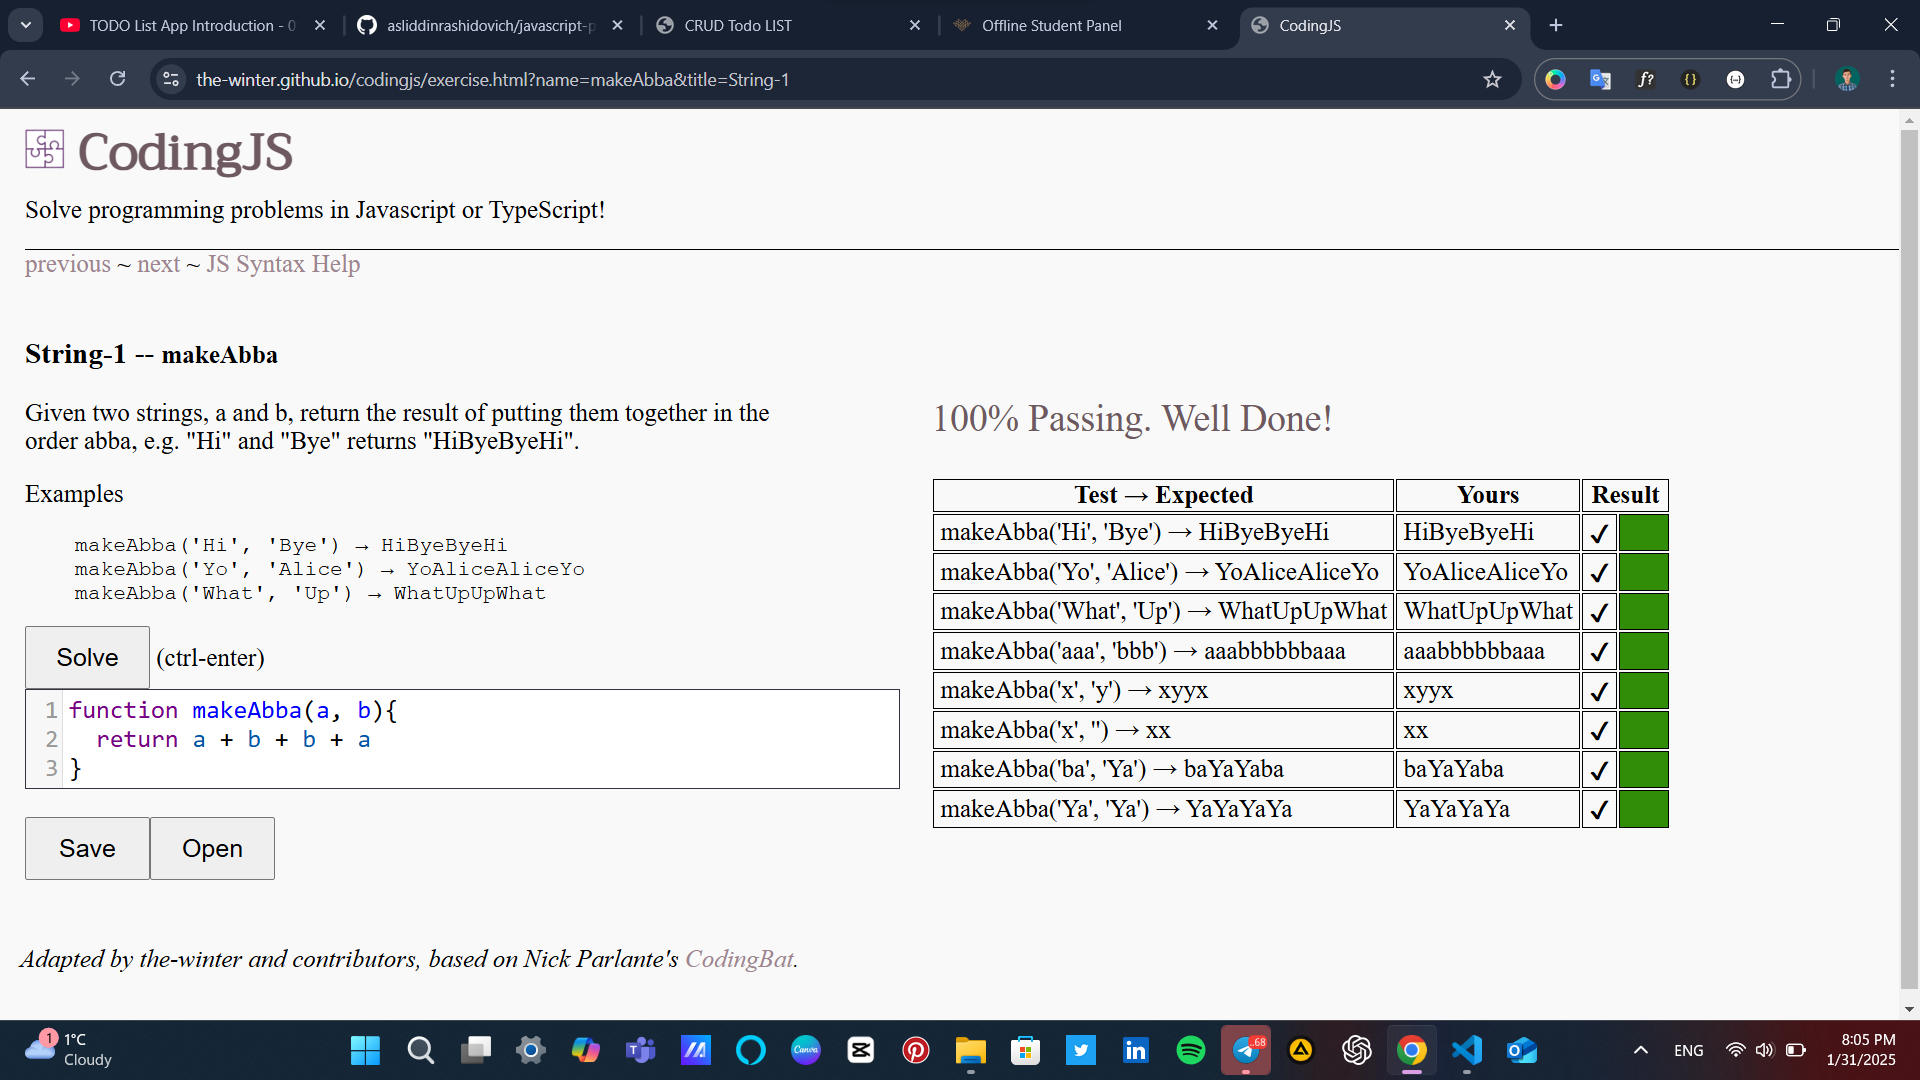 TODO List App Introduction - 0
asliddinrashidovich/javascript-p
CRUD Todo LIST
Offline Student Panel
CodingJS
the-winter.github.io/codingjs/exercise.html?name=makeAbba&title=String-1
CodingJS
Solve programming problems in Javascript or TypeScript!
previous ~ next ~ JS Syntax Help
String-1 -- makeAbba
Given two strings, a and b, return the result of putting them together in the
order abba, e.g. "Hi" and "Bye" returns "HiByeByeHi".
Examples
makeAbba('Hi', 'Bye') → HiByeByeHi
makeAbba('Yo', 'Alice') → YoAliceAliceYo
makeAbba('What', 'Up') → WhatUpUpWhat
Solve (ctrl-enter)
1 function makeAbba(a, b){
2 return a + b + b + a
3 }
Save Open
100% Passing. Well Done!
Test → Expected Yours Result
makeAbba('Hi', 'Bye') → HiByeByeHi HiByeByeHi ✓
makeAbba('Yo', 'Alice') → YoAliceAliceYo YoAliceAliceYo ✓
makeAbba('What', 'Up') → WhatUpUpWhat WhatUpUpWhat ✓
makeAbba('aaa', 'bbb') → aaabbbbbbaaa aaabbbbbbaaa ✓
makeAbba('x', 'y') → xyyx xyyx ✓
makeAbba('x', '') → xx xx ✓
makeAbba('ba', 'Ya') → baYaYaba baYaYaba ✓
makeAbba('Ya', 'Ya') → YaYaYaYa YaYaYaYa ✓
Adapted by the-winter and contributors, based on Nick Parlante's CodingBat.
1
1°C
Cloudy
Canva
..68
ENG
8:05 PM
1/31/2025